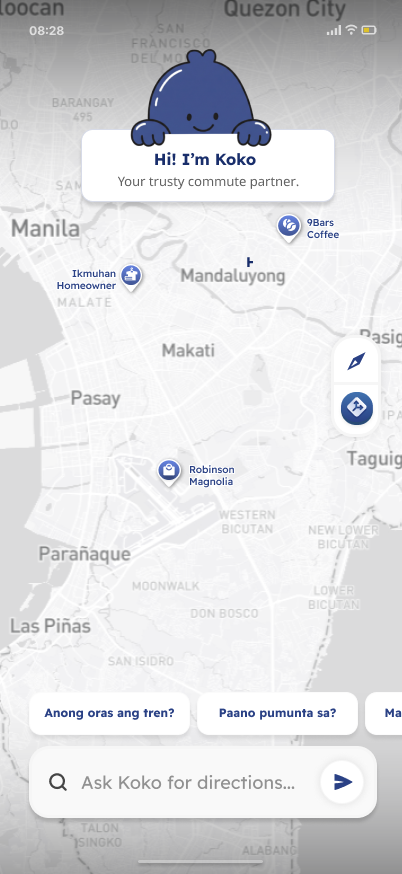 loocan
Quezon City
08:28
SAN
FRANCISCO
DEL MO
BARANGAY
495
Hi! I'm Koko
Your trusty commute partner.
SAM
Manila
9Bars
Coffee
Ikmuhan
Homeowner
Mandaluyong
MALATE
Makati
Pasig
Pasay
Taguig
Robinson
Magnolia
WESTERN
BICUTAN
NEW LOWER
BICUTAN
Parañaque
MOONWALK
LOWER
BICUTAN
DON BOSCO
Las Piñas
SAN ISIDRO
Anong oras ang tren?
Paano pumunta sa?
Ma
Ask Koko for directions...
TALON
SINGKO
ALABANG